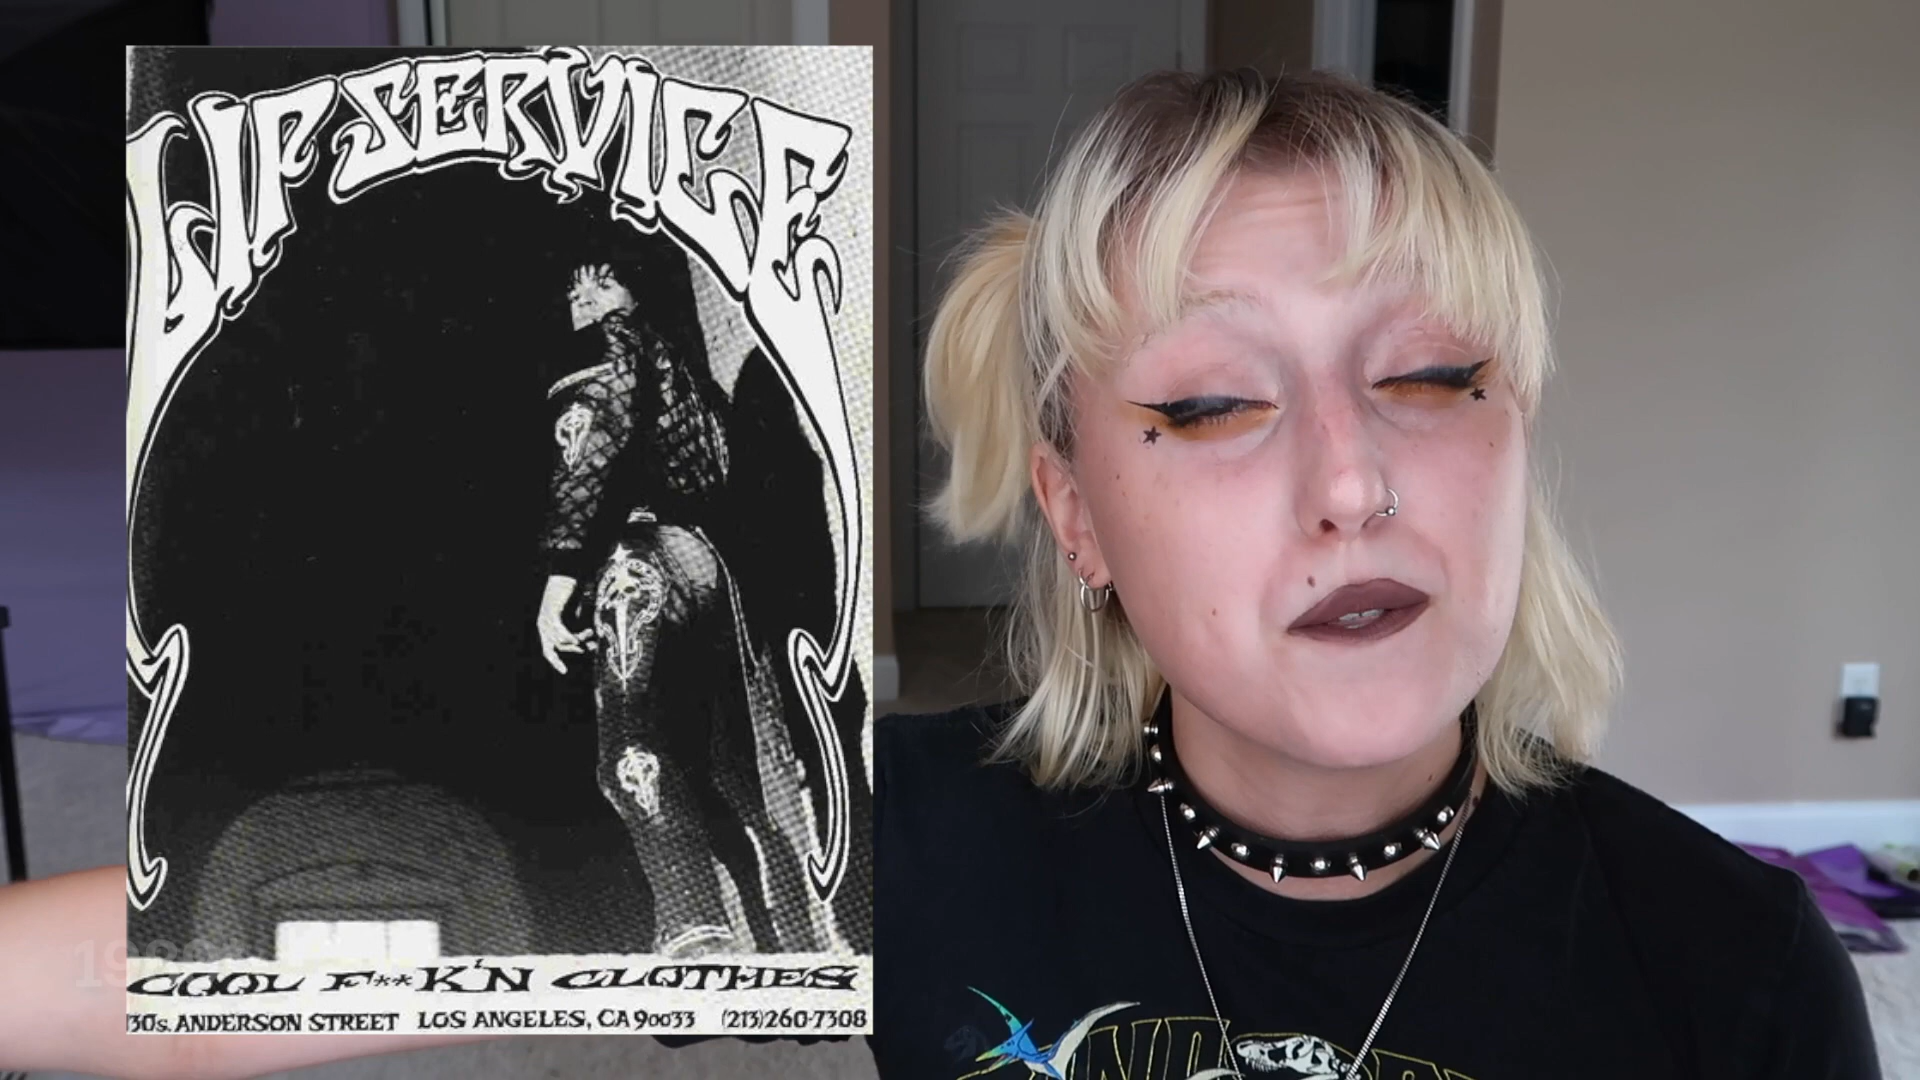 LIP SERVICE
COOL F**K'N CLOTHES
30s. ANDERSON STREET LOS ANGELES, CA 90033 (213)260-7308